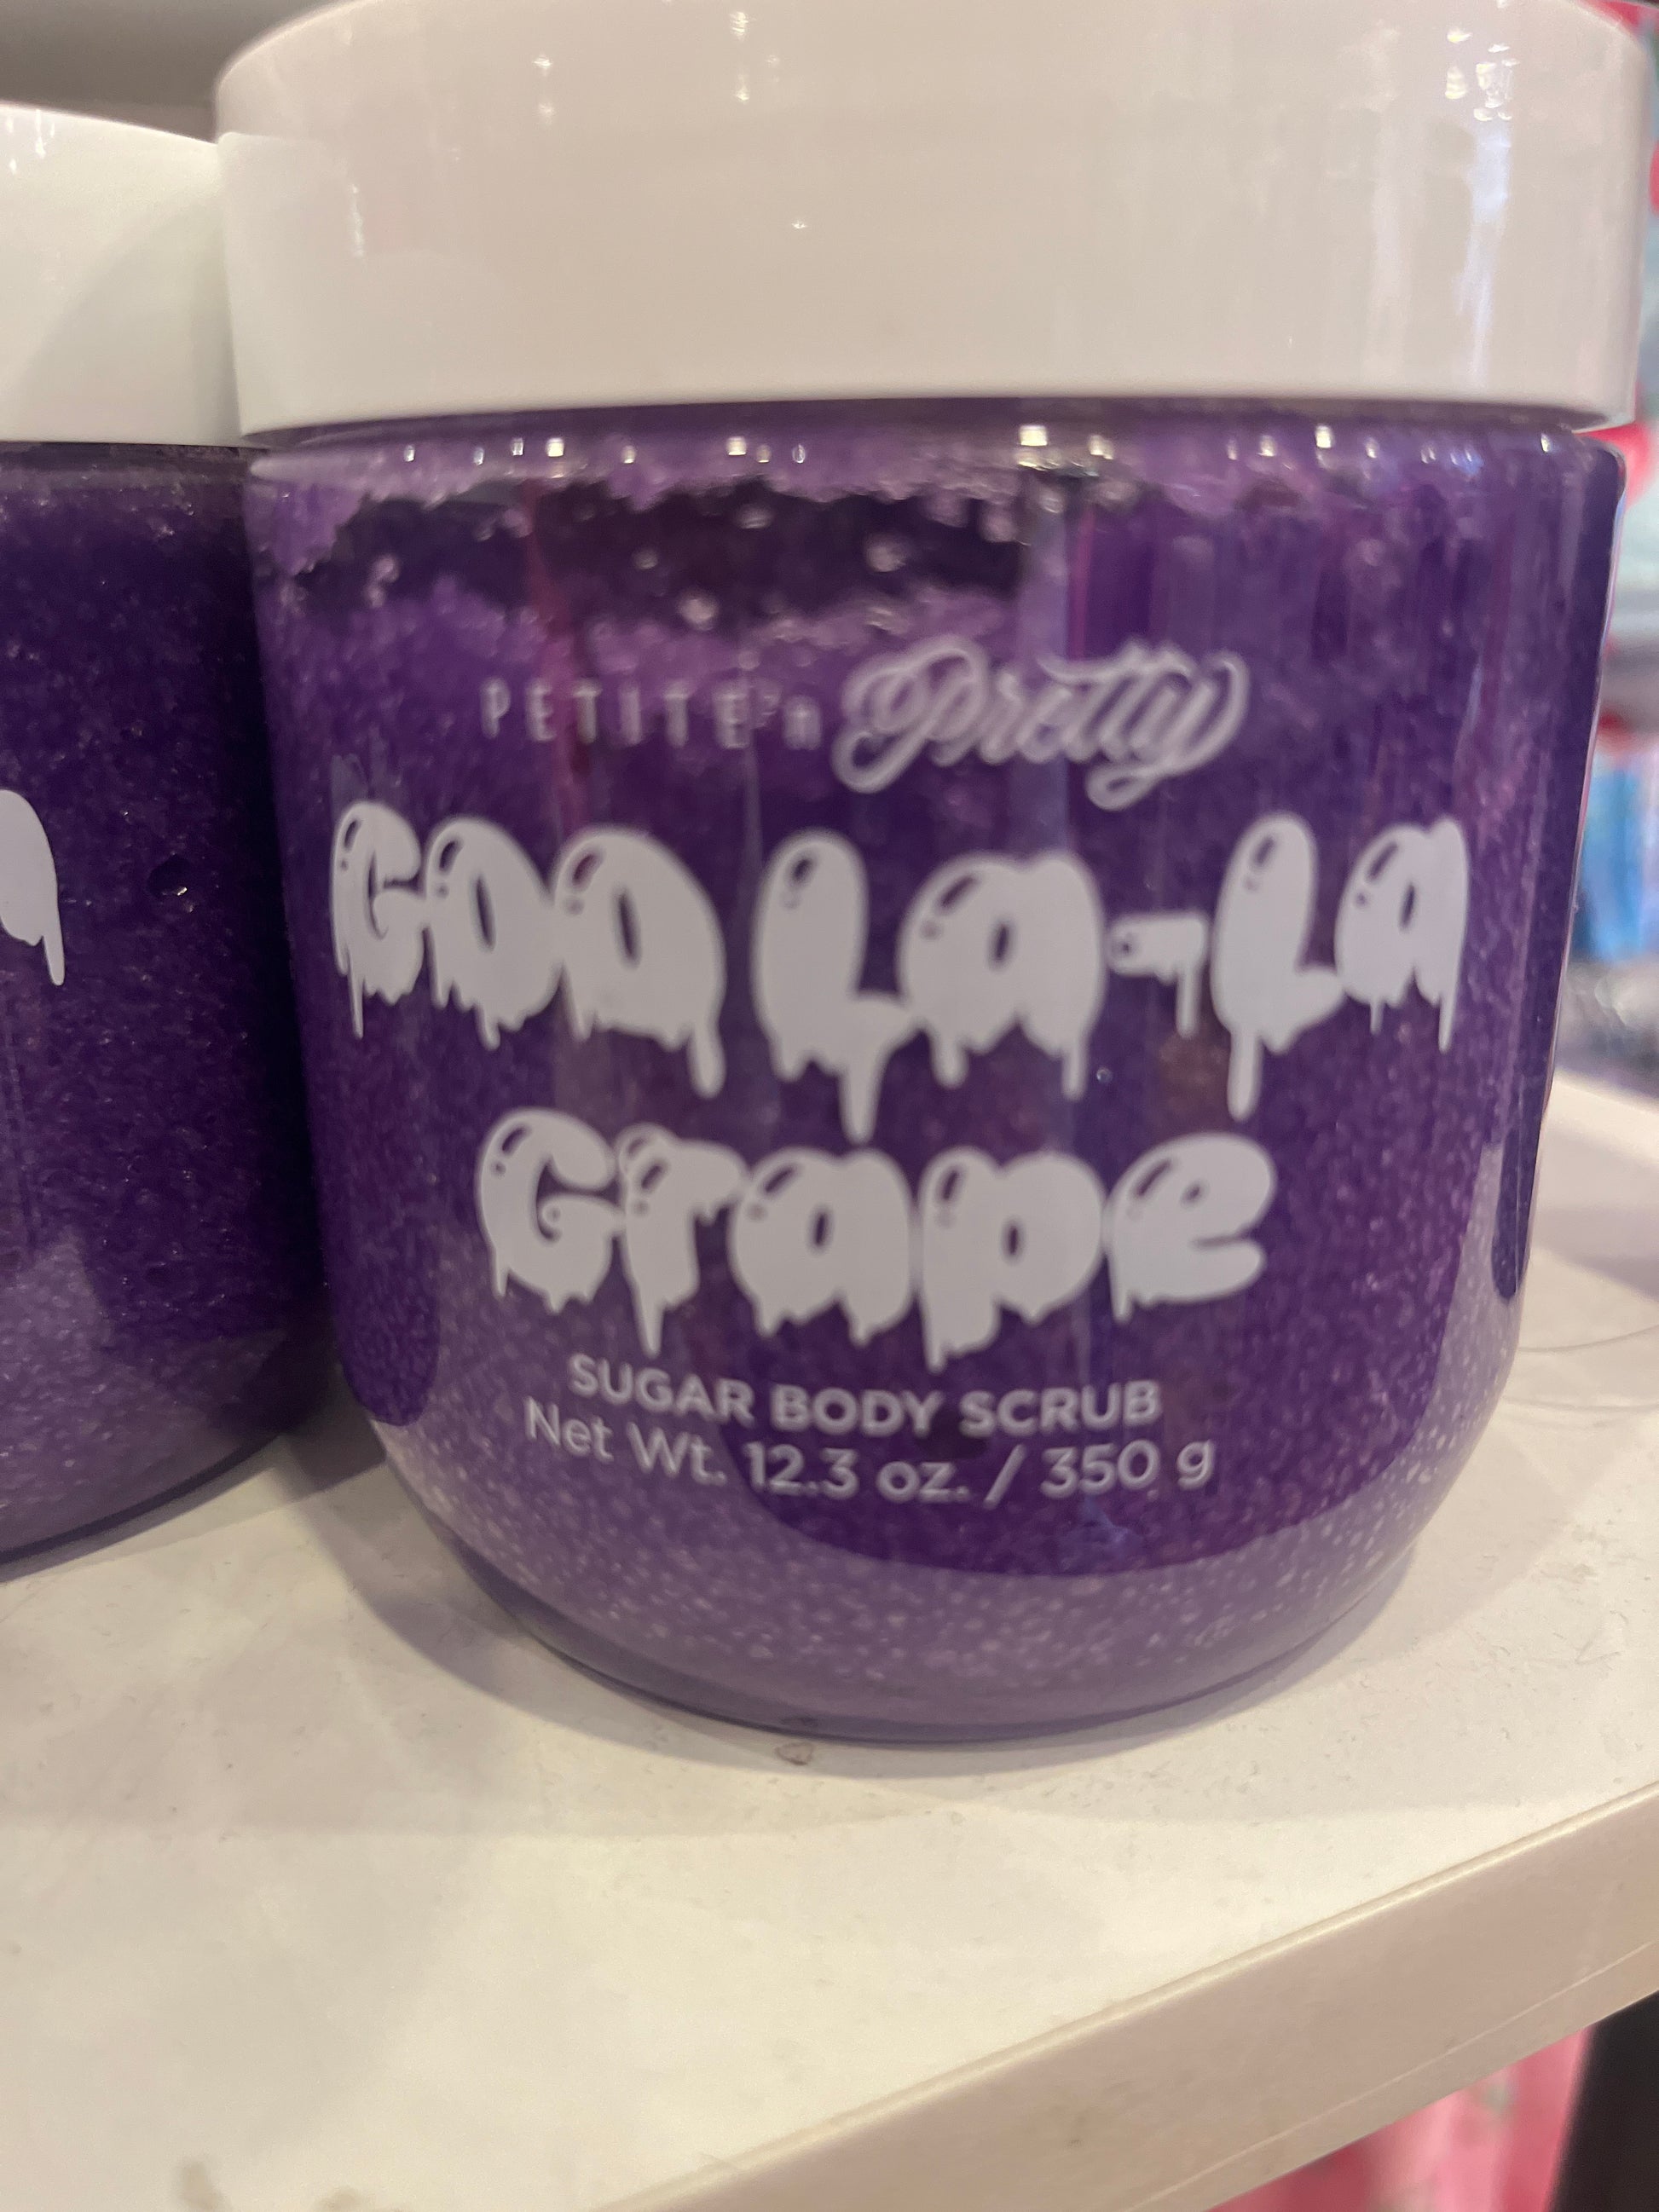 PETITE'n Pretty
Goo La-La
Grape
SUGAR BODY SCRUB
Net Wt. 12.3 oz. / 350 g